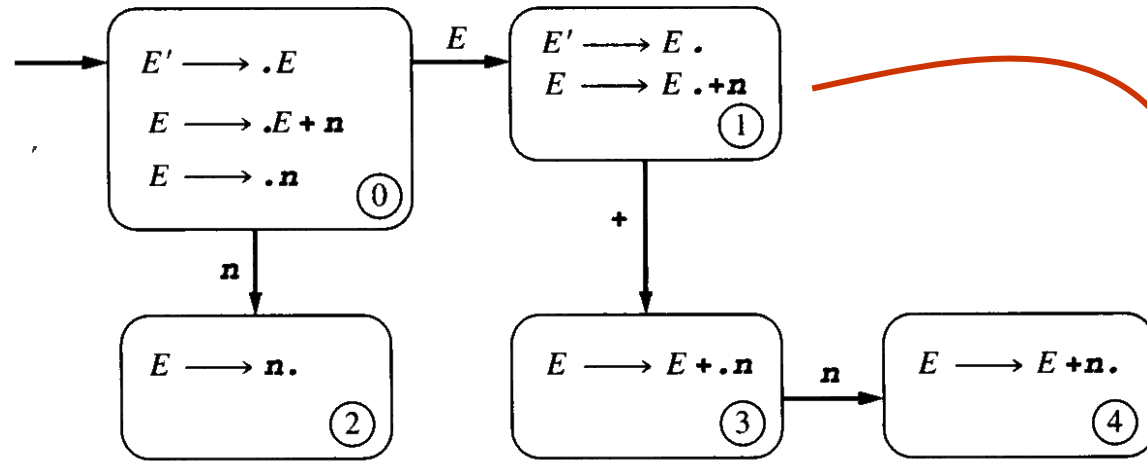 E' ⟶ .E
E ⟶ .E + n
E ⟶ .n
0
E
E' ⟶ E .
E ⟶ E .+n
1
n
+
E ⟶ n.
2
E ⟶ E +.n
3
n
E ⟶ E +n.
4